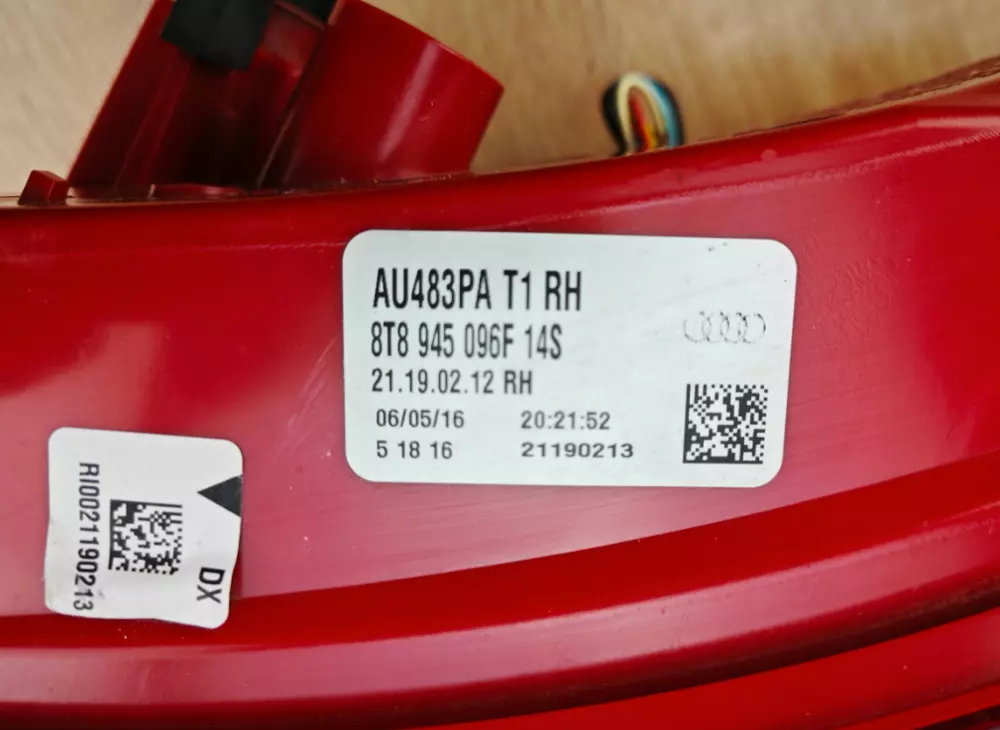 AU483PA T1 RH
8T8 945 096F 14S
21.19.02.12 RH
06/05/16 20:21:52
5 18 16 21190213
RI00211190213
DX